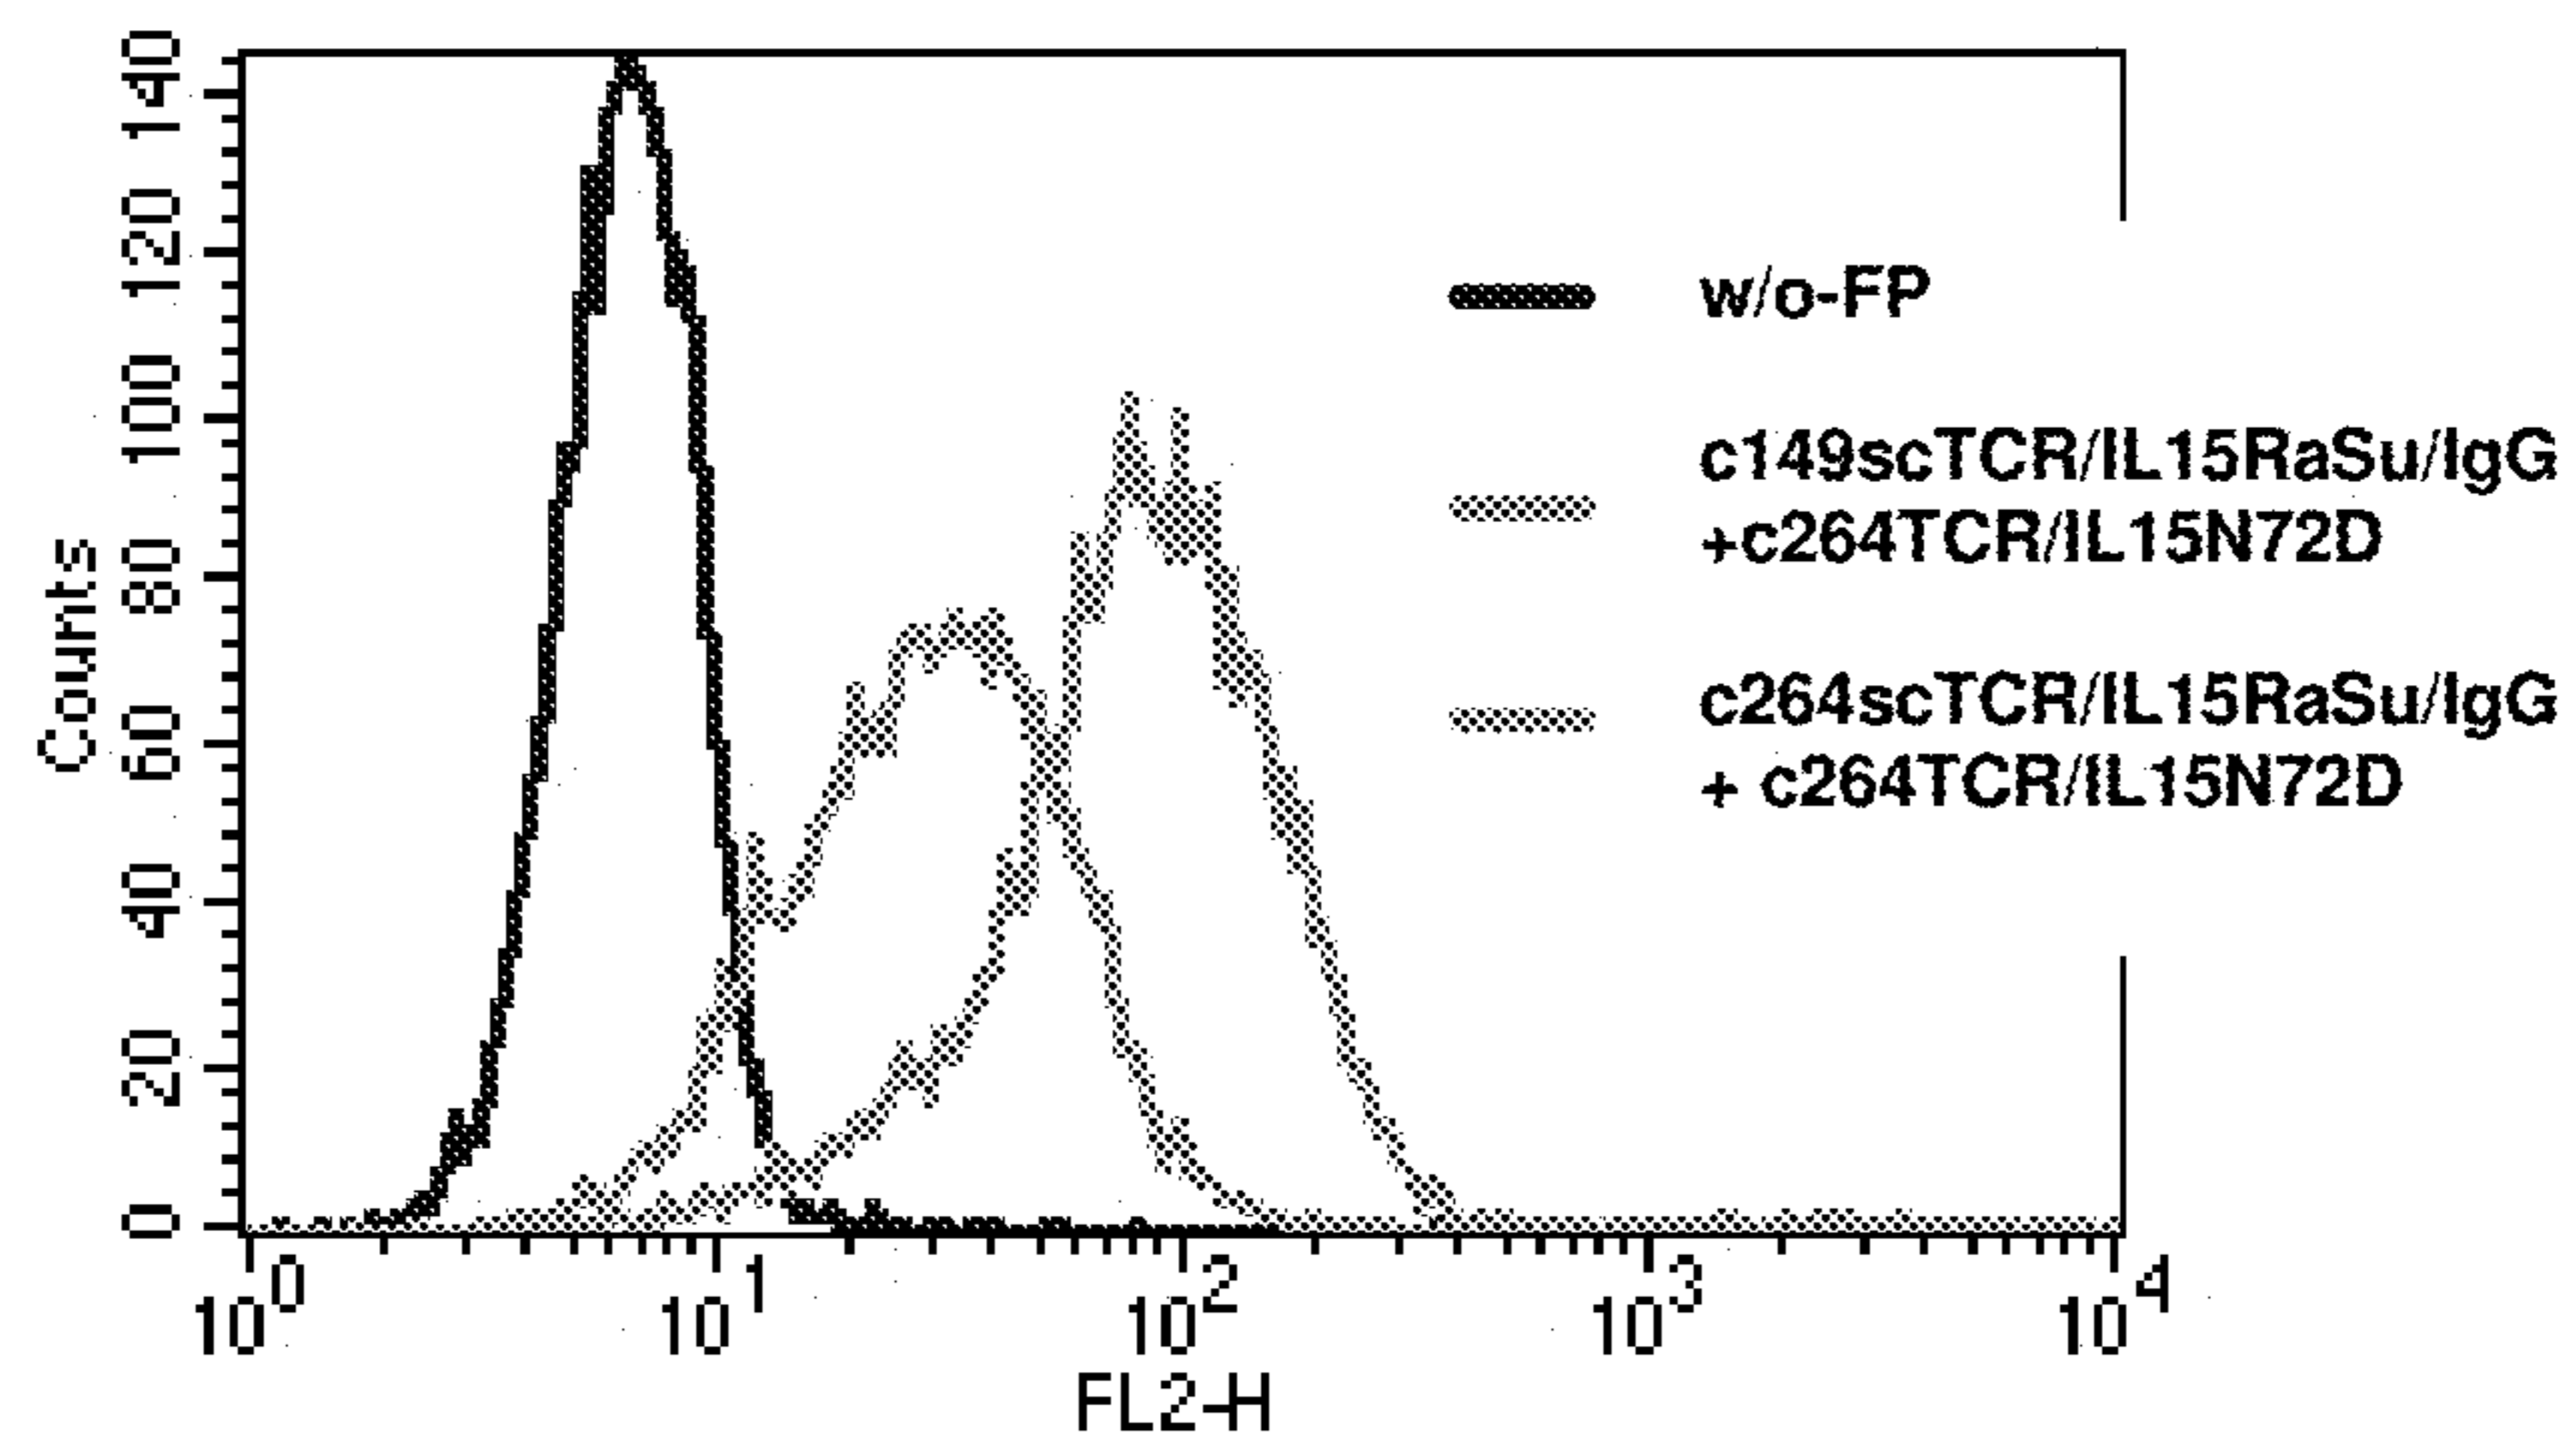 140
120
100
80
60
40
20
0
Counts
w/o-FP
c149scTCR/IL15RaSu/IgG
+c264TCR/IL15N72D
c264scTCR/IL15RaSu/IgG
+ c264TCR/IL15N72D
10^0 10^1 10^2 10^3 10^4
FL2-H